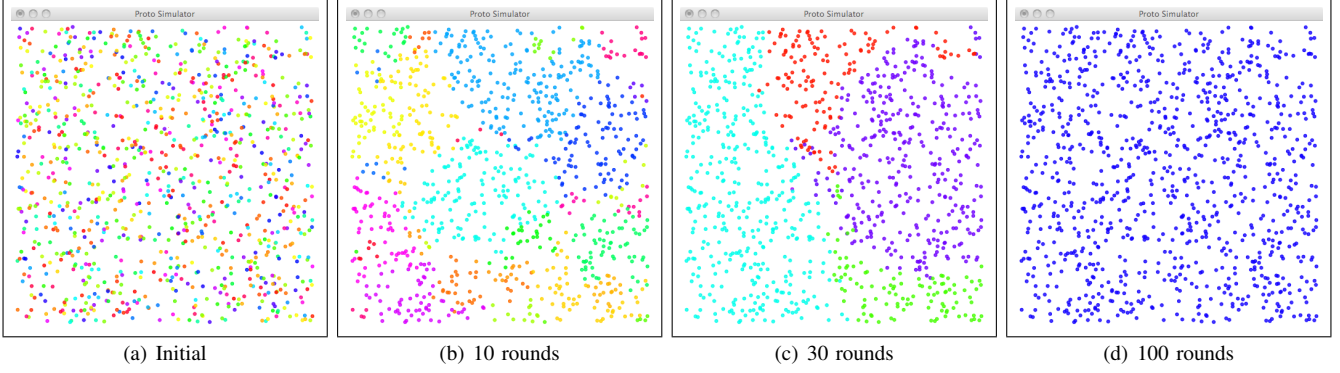 Proto Simulator
Proto Simulator
Proto Simulator
Proto Simulator
(a) Initial
(b) 10 rounds
(c) 30 rounds
(d) 100 rounds